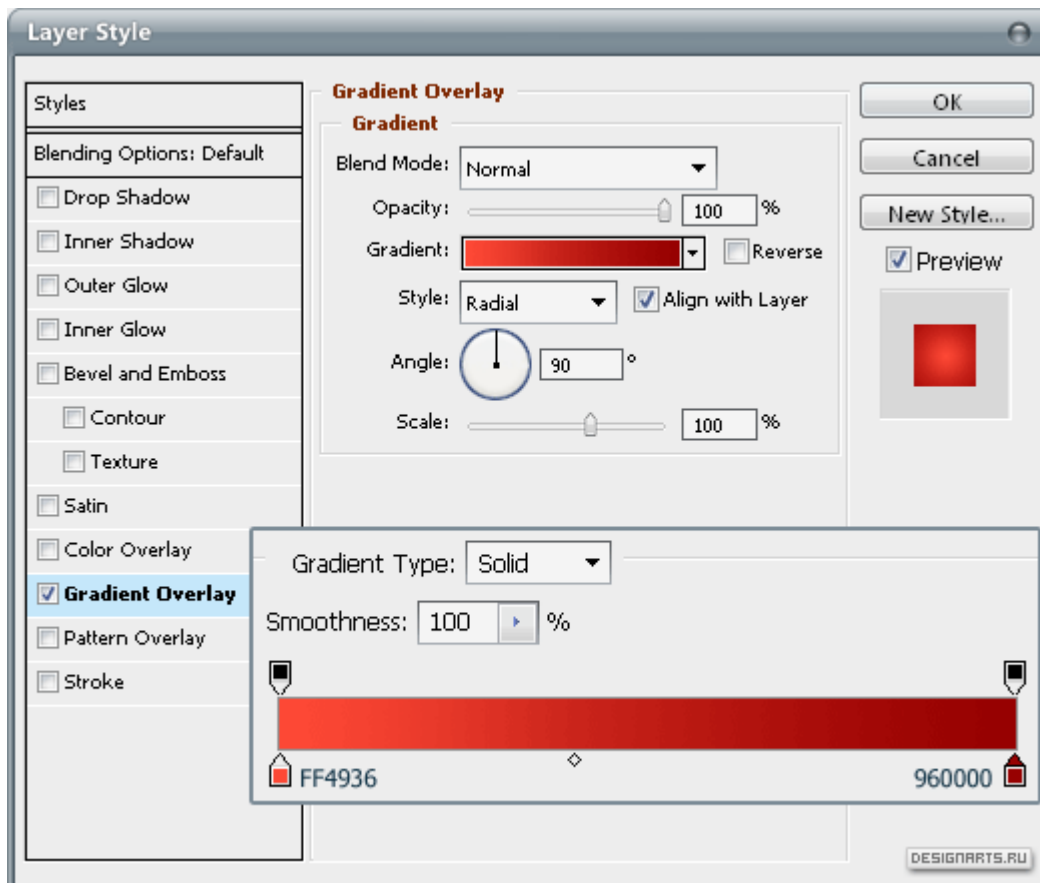 Layer Style
Styles
Blending Options: Default
Drop Shadow
Inner Shadow
Outer Glow
Inner Glow
Bevel and Emboss
Contour
Texture
Satin
Color Overlay
Gradient Overlay
Pattern Overlay
Stroke
Gradient Overlay
Gradient
Blend Mode: Normal
Opacity: 100 %
Gradient: Reverse
Style: Radial Align with Layer
Angle: 90 °
Scale: 100 %
OK
Cancel
New Style...
Preview
Gradient Type: Solid
Smoothness: 100 %
FF4936 960000
DESIGNARTS.RU